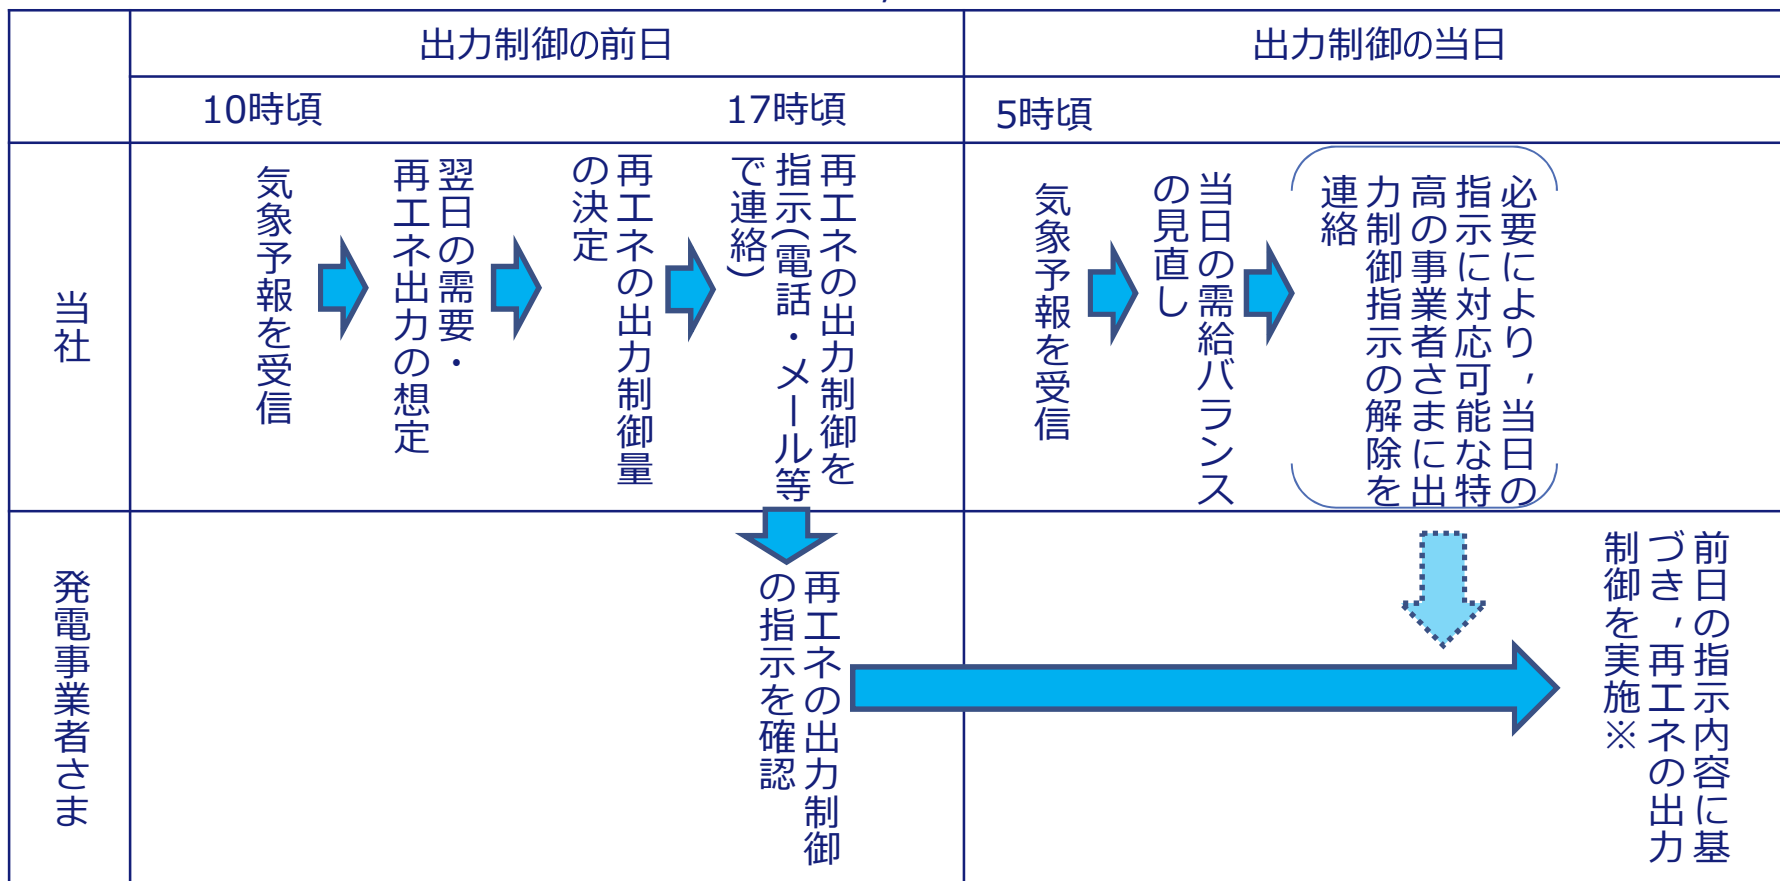 出力制御の前日
出力制御の当日
10時頃
17時頃
5時頃
当社
気象予報を受信
翌日の需要・
再エネ出力の想定
再エネの出力制御量
の決定
再エネの出力制御を
指示(電話・メール等
で連絡)
気象予報を受信
当日の需給バランス
の見直し
必要により，当日の
指示に対応可能な特
高の事業者さまに出
力制御指示の解除を
連絡
発電事業者さま
再エネの出力制御
の指示を確認
前日の指示内容に基
づき，再エネの出力
制御を実施※